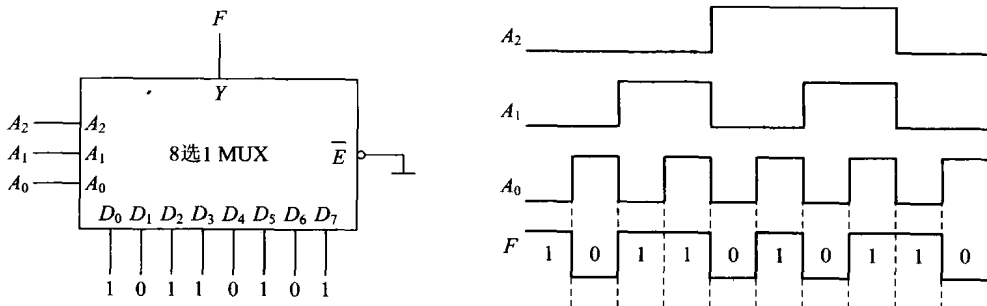 F
Y
A₂ A₂
A₁ A₁
A₀ A₀
8选1 MUX
E̅
D₀ D₁ D₂ D₃ D₄ D₅ D₆ D₇
1 0 1 1 0 1 0 1
A₂
A₁
A₀
F 1 0 1 1 0 1 0 1 1 0